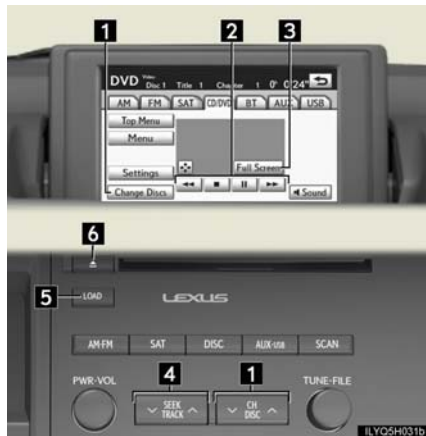 1 2 3
DVD Video Disc 1 Title 1 Chapter 1 0° 0'24"
AM FM SAT CD/DVD BT AUX USB
Top Menu
Menu
Settings Full Screen
Change Discs Sound
6
5 LOAD LEXUS
AM·FM SAT DISC AUX·USB SCAN
4 1
PWR·VOL SEEK TRACK CH DISC TUNE·FILE
ILYQ5H031b